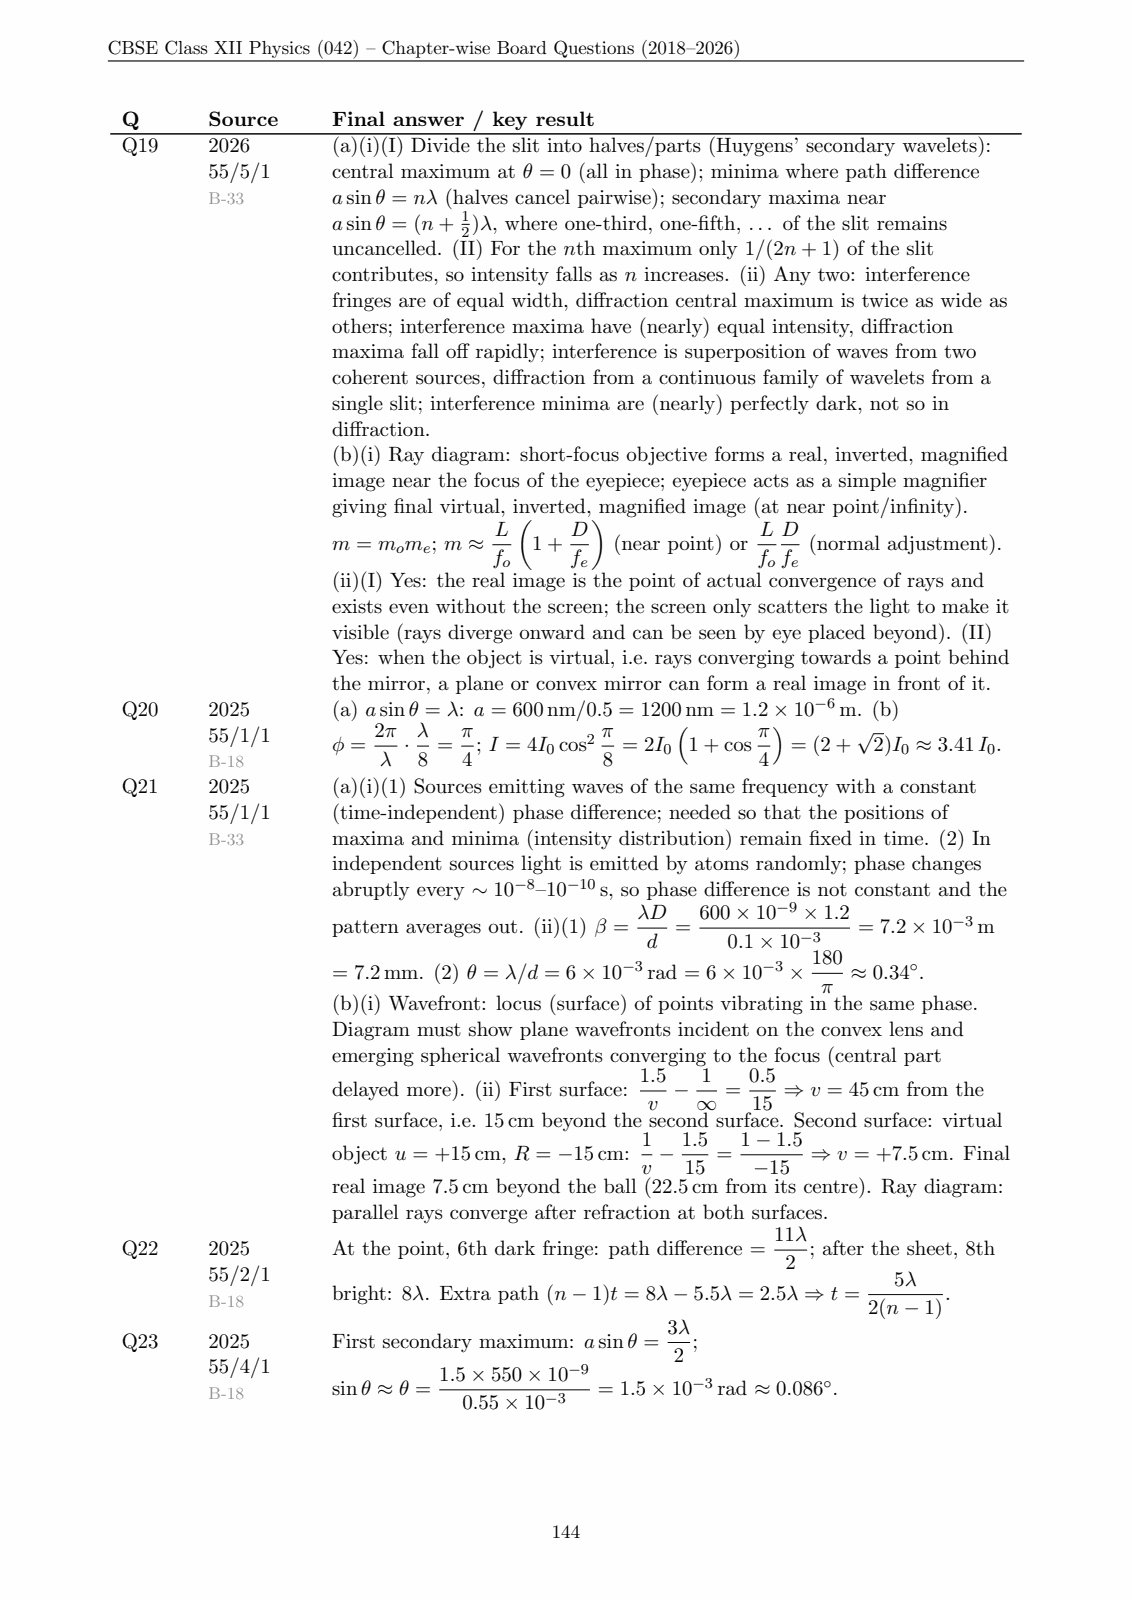 CBSE Class XII Physics (042) – Chapter-wise Board Questions (2018–2026)
Q Source Final answer / key result
Q19 2026 (a)(i)(I) Divide the slit into halves/parts (Huygens' secondary wavelets):
55/5/1 central maximum at θ = 0 (all in phase); minima where path difference
B-33 a sin θ = nλ (halves cancel pairwise); secondary maxima near
a sin θ = (n + 1/2)λ, where one-third, one-fifth, … of the slit remains
uncancelled. (II) For the nth maximum only 1/(2n + 1) of the slit
contributes, so intensity falls as n increases. (ii) Any two: interference
fringes are of equal width, diffraction central maximum is twice as wide as
others; interference maxima have (nearly) equal intensity, diffraction
maxima fall off rapidly; interference is superposition of waves from two
coherent sources, diffraction from a continuous family of wavelets from a
single slit; interference minima are (nearly) perfectly dark, not so in
diffraction.
(b)(i) Ray diagram: short-focus objective forms a real, inverted, magnified
image near the focus of the eyepiece; eyepiece acts as a simple magnifier
giving final virtual, inverted, magnified image (at near point/infinity).
m = mₒmₑ; m ≈ L/fₒ (1 + D/fₑ) (near point) or L/fₒ D/fₑ (normal adjustment).
(ii)(I) Yes: the real image is the point of actual convergence of rays and
exists even without the screen; the screen only scatters the light to make it
visible (rays diverge onward and can be seen by eye placed beyond). (II)
Yes: when the object is virtual, i.e. rays converging towards a point behind
the mirror, a plane or convex mirror can form a real image in front of it.
Q20 2025 (a) a sin θ = λ: a = 600 nm/0.5 = 1200 nm = 1.2 × 10⁻⁶ m. (b)
55/1/1 φ = 2π/λ · λ/8 = π/4; I = 4I₀ cos² π/8 = 2I₀ (1 + cos π/4) = (2 + √2)I₀ ≈ 3.41 I₀.
B-18
Q21 2025 (a)(i)(1) Sources emitting waves of the same frequency with a constant
55/1/1 (time-independent) phase difference; needed so that the positions of
B-33 maxima and minima (intensity distribution) remain fixed in time. (2) In
independent sources light is emitted by atoms randomly; phase changes
abruptly every ∼ 10⁻⁸–10⁻¹⁰ s, so phase difference is not constant and the
pattern averages out. (ii)(1) β = λD/d = (600 × 10⁻⁹ × 1.2)/(0.1 × 10⁻³) = 7.2 × 10⁻³ m
= 7.2 mm. (2) θ = λ/d = 6 × 10⁻³ rad = 6 × 10⁻³ × 180/π ≈ 0.34°.
(b)(i) Wavefront: locus (surface) of points vibrating in the same phase.
Diagram must show plane wavefronts incident on the convex lens and
emerging spherical wavefronts converging to the focus (central part
delayed more). (ii) First surface: 1.5/v − 1/∞ = 0.5/15 ⇒ v = 45 cm from the
first surface, i.e. 15 cm beyond the second surface. Second surface: virtual
object u = +15 cm, R = −15 cm: 1/v − 1.5/15 = (1 − 1.5)/−15 ⇒ v = +7.5 cm. Final
real image 7.5 cm beyond the ball (22.5 cm from its centre). Ray diagram:
parallel rays converge after refraction at both surfaces.
Q22 2025 At the point, 6th dark fringe: path difference = 11λ/2; after the sheet, 8th
55/2/1 bright: 8λ. Extra path (n − 1)t = 8λ − 5.5λ = 2.5λ ⇒ t = 5λ/2(n − 1).
B-18
Q23 2025 First secondary maximum: a sin θ = 3λ/2;
55/4/1 sin θ ≈ θ = (1.5 × 550 × 10⁻⁹)/(0.55 × 10⁻³) = 1.5 × 10⁻³ rad ≈ 0.086°.
B-18
144